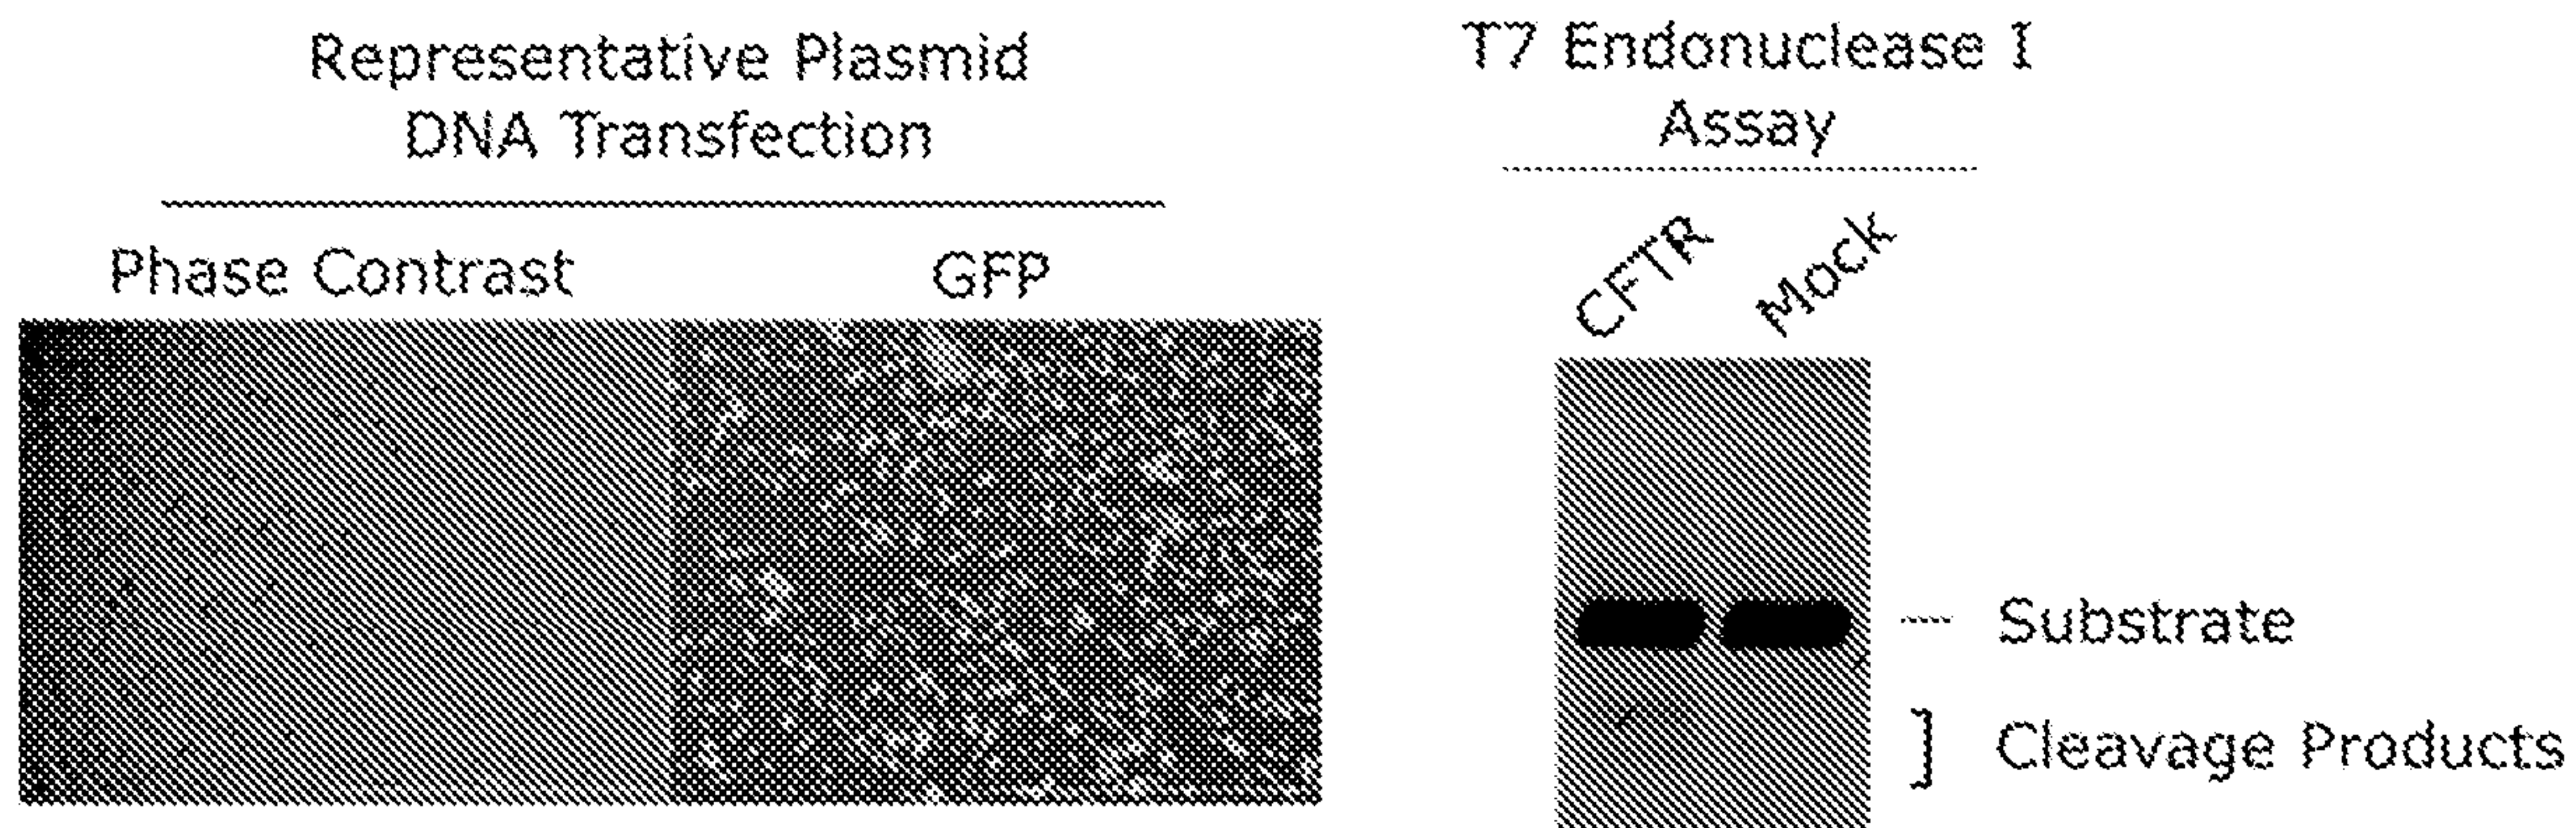 Representative Plasmid
DNA Transfection
Phase Contrast
GFP
T7 Endonuclease I
Assay
CFTR
Mock
Substrate
Cleavage Products